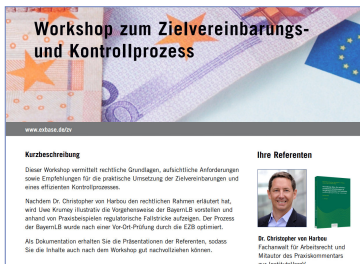 Workshop zum Zielvereinbarungs-
und Kontrollprozess
www.exbase.de/zv
Kurzbeschreibung
Dieser Workshop vermittelt rechtliche Grundlagen, aufsichtliche Anforderungen
sowie Empfehlungen für die praktische Umsetzung der Zielvereinbarungen und
eines effizienten Kontrollprozesses.
Nachdem Dr. Christopher von Harbou den rechtlichen Rahmen erläutert hat,
wird Uwe Krumey illustrativ die Vorgehensweise der BayernLB vorstellen und
anhand von Praxisbeispielen regulatorische Fallstricke aufzeigen. Der Prozess
der BayernLB wurde nach einer Vor-Ort-Prüfung durch die EZB optimiert.
Als Dokumentation erhalten Sie die Präsentationen der Referenten, sodass
Sie die Inhalte auch nach dem Workshop gut nachvollziehen können.
Ihre Referenten
Dr. Christopher von Harbou
Fachanwalt für Arbeitsrecht und
Mitautor des Praxiskommentars